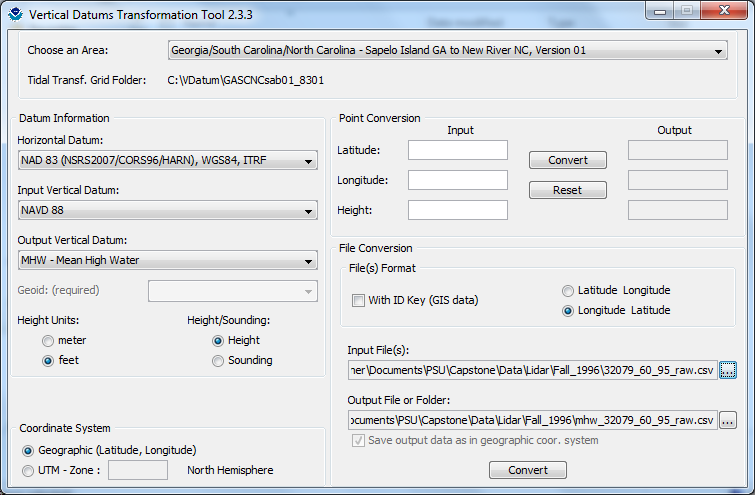 Vertical Datums Transformation Tool 2.3.3
Choose an Area: Georgia/South Carolina/North Carolina - Sapelo Island GA to New River NC, Version 01
Tidal Transf. Grid Folder: C:\VDatum\GASCNCsab01_8301
Datum Information
Horizontal Datum:
NAD 83 (NSRS2007/CORS96/HARN), WGS84, ITRF
Input Vertical Datum:
NAVD 88
Output Vertical Datum:
MHW - Mean High Water
Geoid: (required)
Height Units: Height/Sounding:
meter Height
feet Sounding
Coordinate System
Geographic (Latitude, Longitude)
UTM - Zone : North Hemisphere
Point Conversion
Input Output
Latitude: Convert
Longitude: Reset
Height:
File Conversion
File(s) Format
With ID Key (GIS data)
Latitude Longitude
Longitude Latitude
Input File(s):
ner\Documents\PSU\Capstone\Data\Lidar\Fall_1996\32079_60_95_raw.csv ...
Output File or Folder:
ocuments\PSU\Capstone\Data\Lidar\Fall_1996\mhw_32079_60_95_raw.csv ...
Save output data as in geographic coor. system
Convert